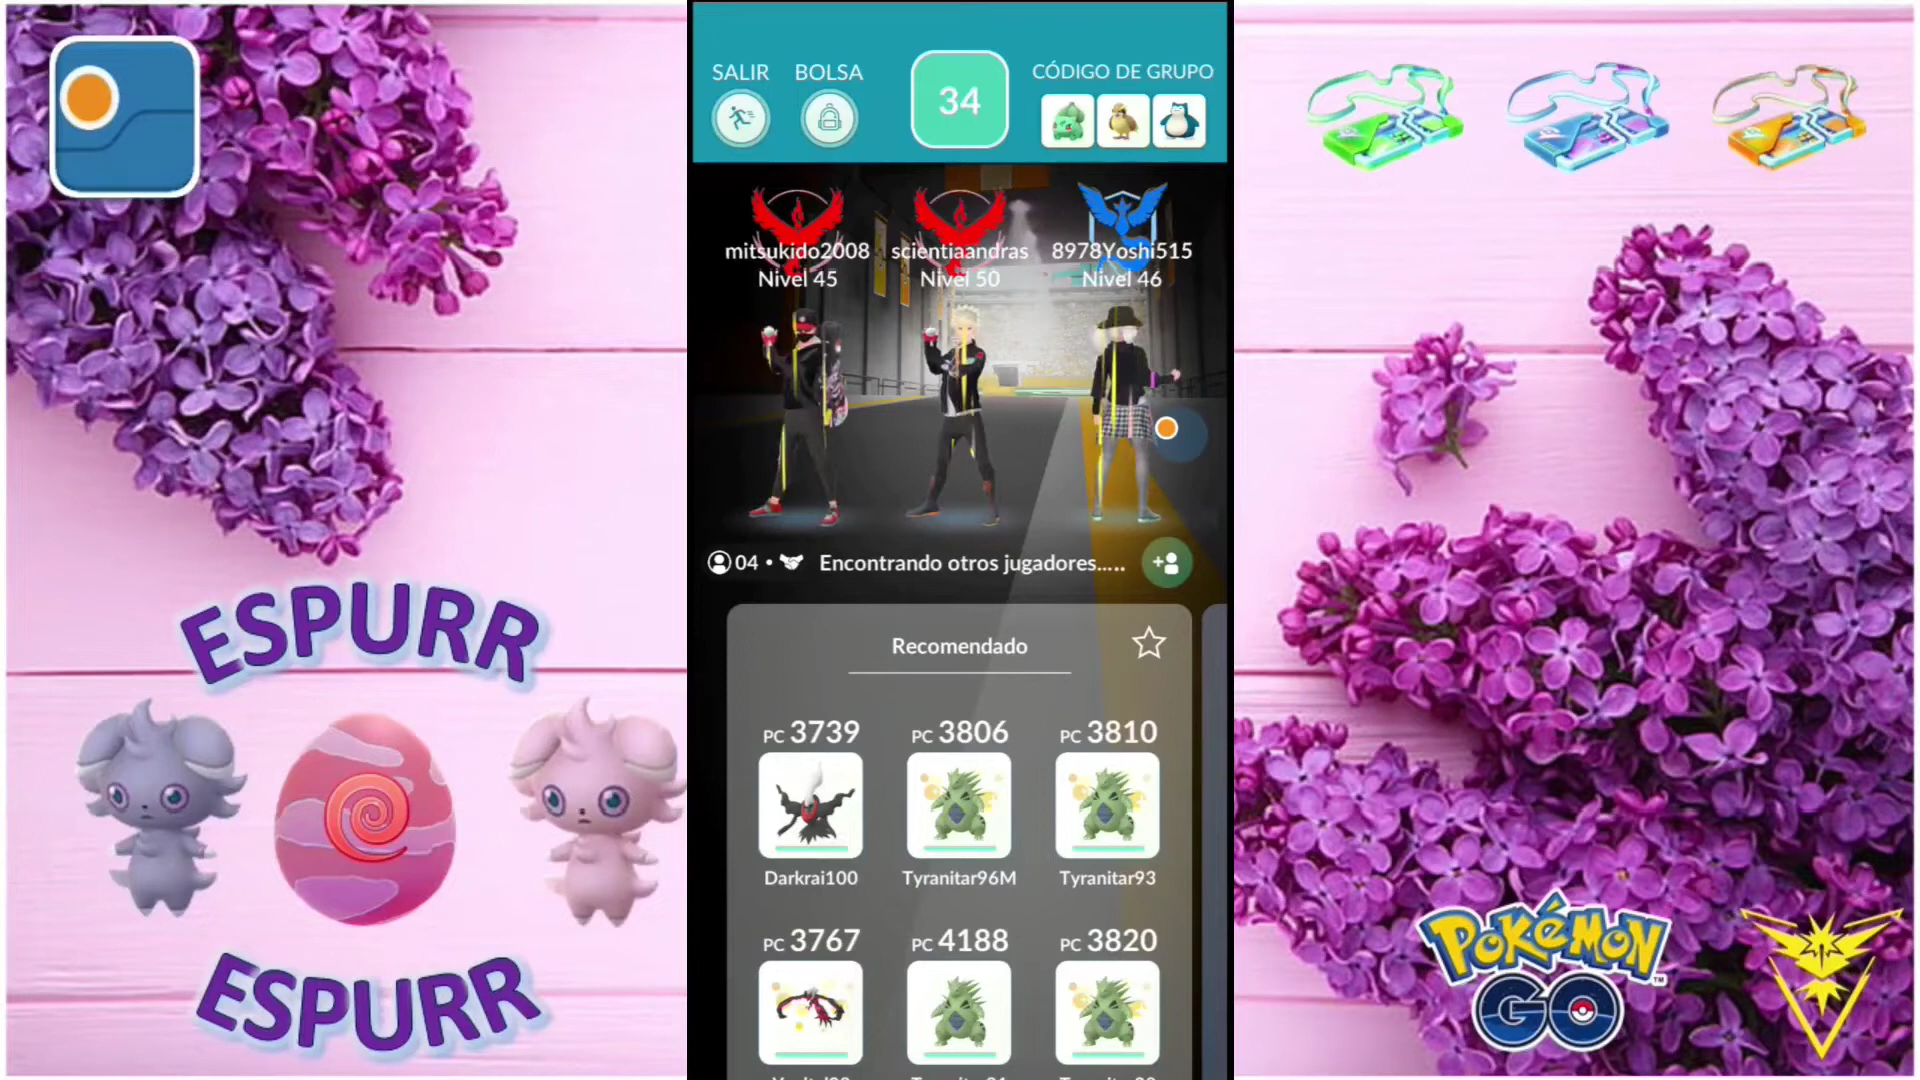 SALIR
BOLSA
34
CÓDIGO DE GRUPO
mitsukido2008
Nivel 45
scientiaandras
Nivel 50
8978Yoshi515
Nivel 46
04 • Encontrando otros jugadores.....
Recomendado
PC 3739
PC 3806
PC 3810
Darkrai100
Tyranitar96M
Tyranitar93
PC 3767
PC 4188
PC 3820
ESPURR
ESPURR
POKéMON
GO
TM